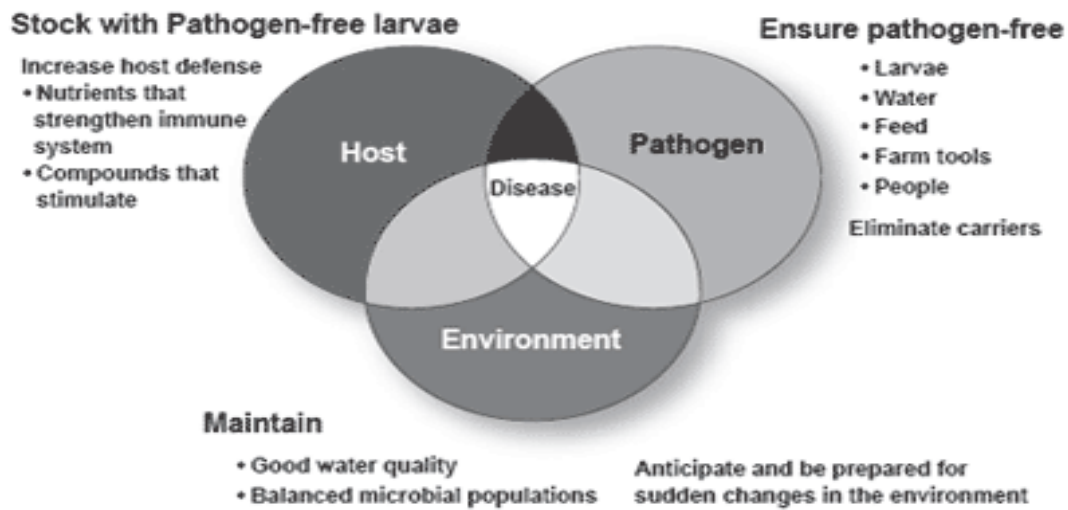 Stock with Pathogen-free larvae
Increase host defense
• Nutrients that
strengthen immune
system
• Compounds that
stimulate
Host
Pathogen
Disease
Environment
Ensure pathogen-free
• Larvae
• Water
• Feed
• Farm tools
• People
Eliminate carriers
Maintain
• Good water quality
• Balanced microbial populations
Anticipate and be prepared for
sudden changes in the environment